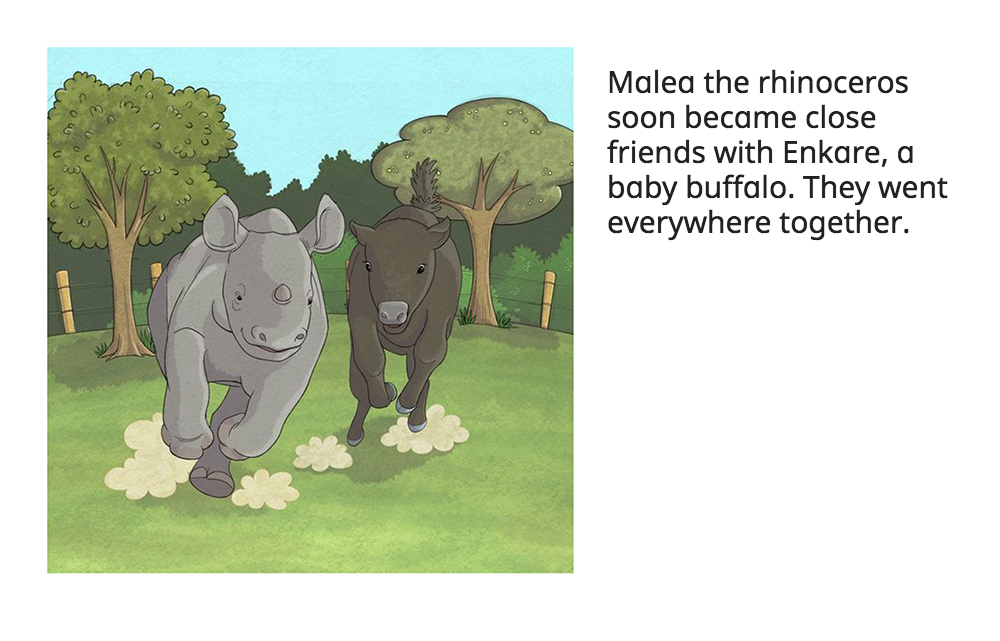 Malea the rhinoceros
soon became close
friends with Enkare, a
baby buffalo. They went
everywhere together.